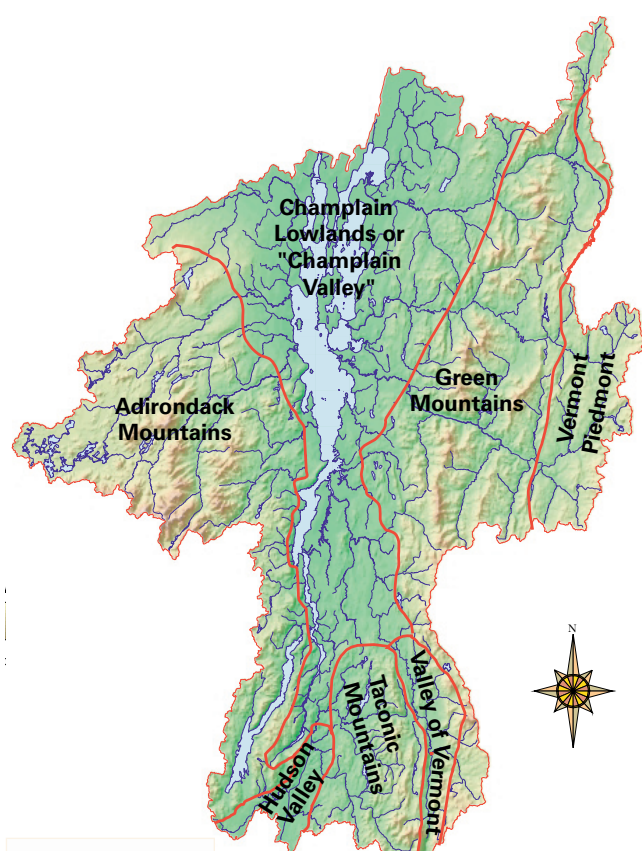 Champlain
Lowlands or
"Champlain
Valley"
Green
Mountains
Vermont
Piedmont
Adirondack
Mountains
N
Valley of Vermont
Taconic
Mountains
Hudson
Valley